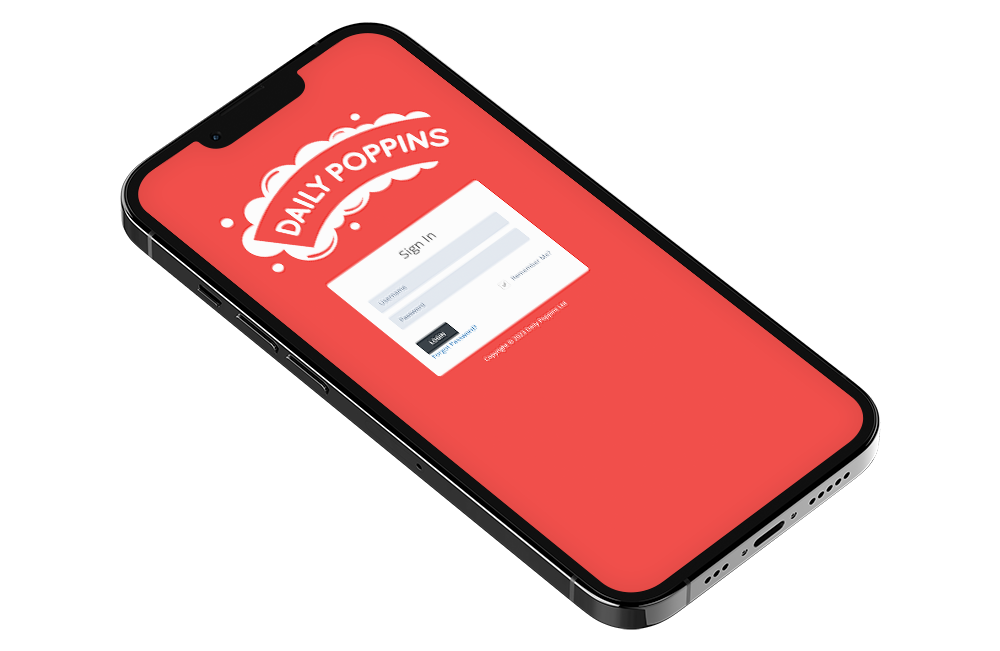 DAILY POPPINS
Sign In
Username
Password
Remember Me?
LOGIN
Forgot Password?
Copyright © 2023 Daily Poppins Ltd